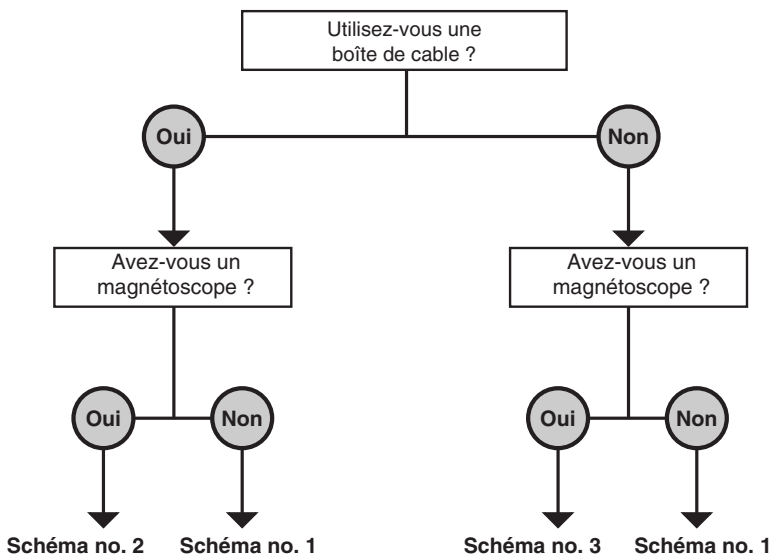 Utilisez-vous une
boîte de cable ?
Oui
Non
Avez-vous un
magnétoscope ?
Avez-vous un
magnétoscope ?
Oui
Non
Oui
Non
Schéma no. 2
Schéma no. 1
Schéma no. 3
Schéma no. 1